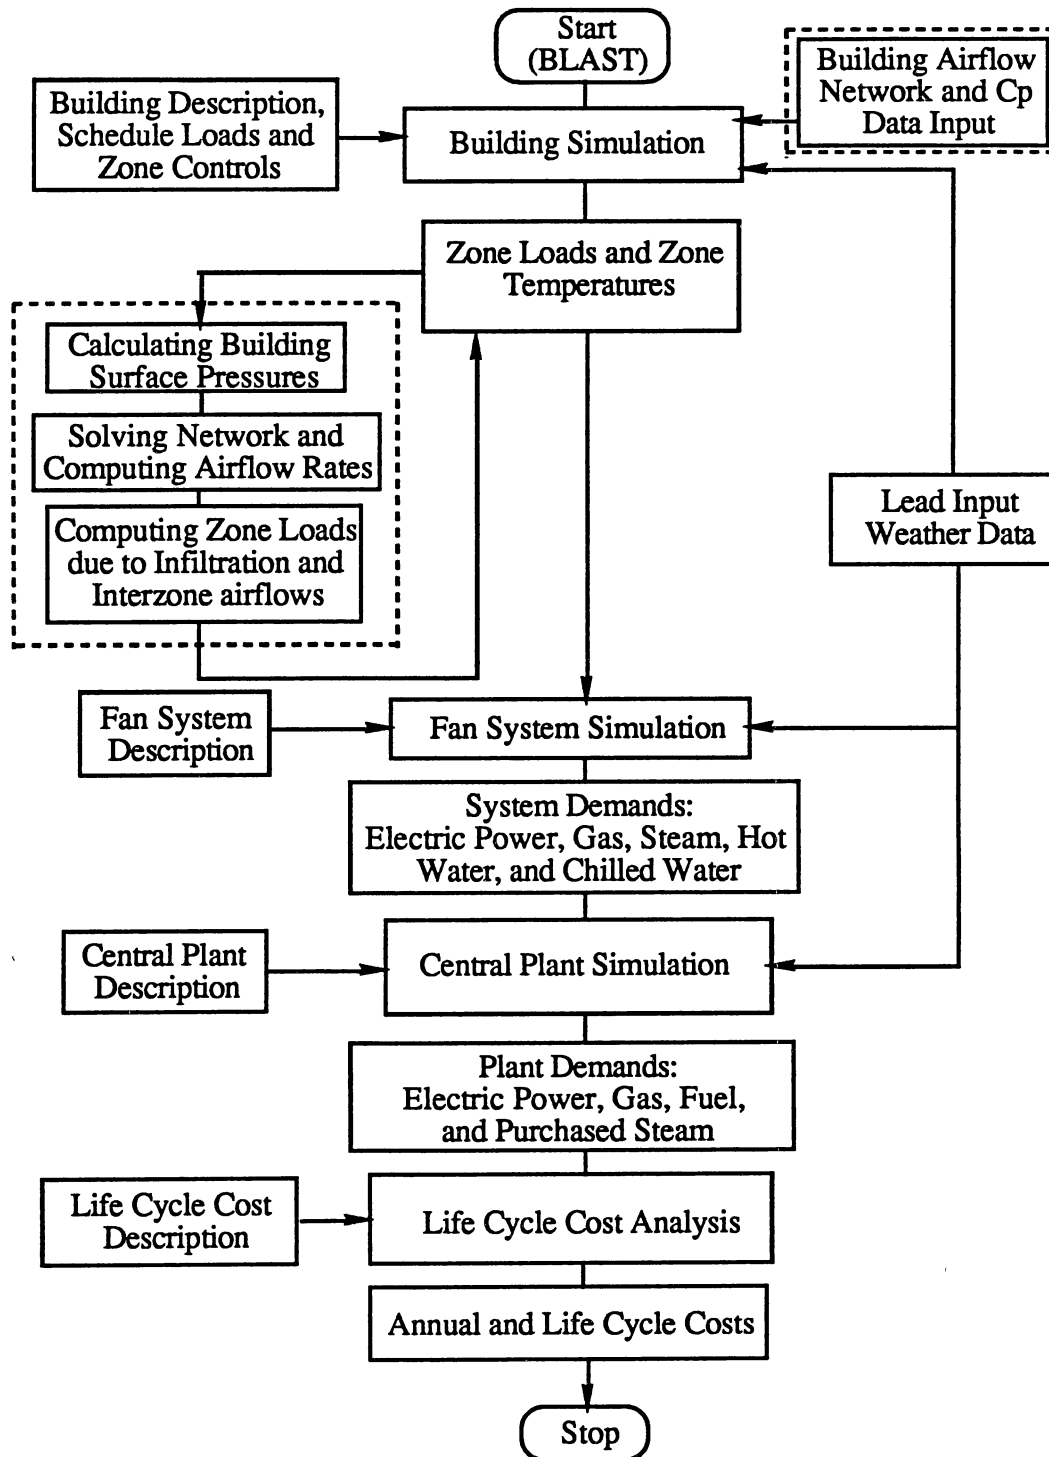 Start
(BLAST)
Building Airflow
Network and Cp
Data Input
Building Description,
Schedule Loads and
Zone Controls
Building Simulation
Zone Loads and Zone
Temperatures
Calculating Building
Surface Pressures
Solving Network and
Computing Airflow Rates
Computing Zone Loads
due to Infiltration and
Interzone airflows
Lead Input
Weather Data
Fan System
Description
Fan System Simulation
System Demands:
Electric Power, Gas, Steam, Hot
Water, and Chilled Water
Central Plant
Description
Central Plant Simulation
Plant Demands:
Electric Power, Gas, Fuel,
and Purchased Steam
Life Cycle Cost
Description
Life Cycle Cost Analysis
Annual and Life Cycle Costs
Stop